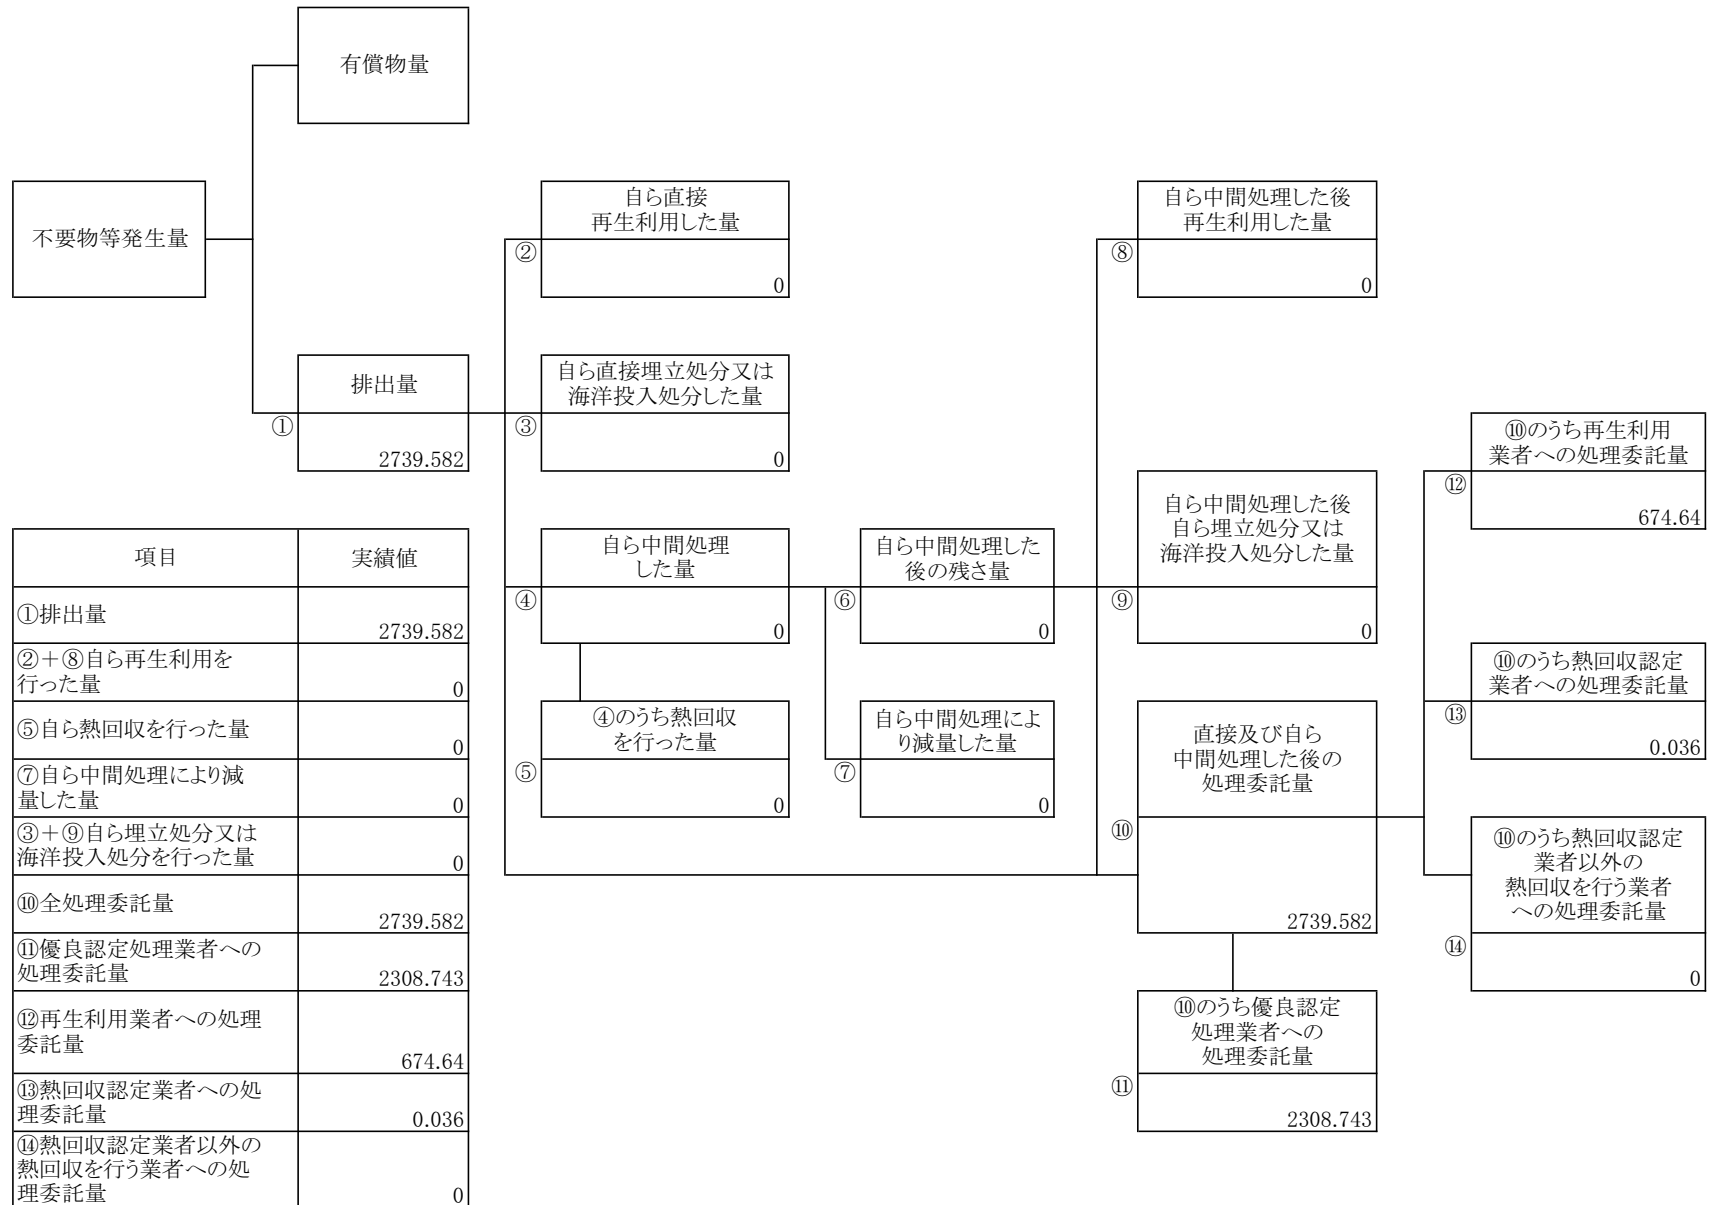 有償物量
不要物等発生量
自ら直接
再生利用した量
②
0
自ら中間処理した後
再生利用した量
⑧
0
排出量
①
2739.582
自ら直接埋立処分又は
海洋投入処分した量
③
0
⑩のうち再生利用
業者への処理委託量
⑫
674.64
自ら中間処理した後
自ら埋立処分又は
海洋投入処分した量
⑨
0
自ら中間処理
した量
④
0
自ら中間処理した
後の残さ量
⑥
0
⑩のうち熱回収認定
業者への処理委託量
⑬
0.036
④のうち熱回収
を行った量
⑤
0
自ら中間処理によ
り減量した量
⑦
0
直接及び自ら
中間処理した後の
処理委託量
⑩
2739.582
⑩のうち熱回収認定
業者以外の
熱回収を行う業者
への処理委託量
⑭
0
⑩のうち優良認定
処理業者への
処理委託量
⑪
2308.743
項目
実績値
①排出量
2739.582
②+⑧自ら再生利用を
行った量
0
⑤自ら熱回収を行った量
0
⑦自ら中間処理により減
量した量
0
③+⑨自ら埋立処分又は
海洋投入処分を行った量
0
⑩全処理委託量
2739.582
⑪優良認定処理業者への
処理委託量
2308.743
⑫再生利用業者への処理
委託量
674.64
⑬熱回収認定業者への処
理委託量
0.036
⑭熱回収認定業者以外の
熱回収を行う業者への処
理委託量
0